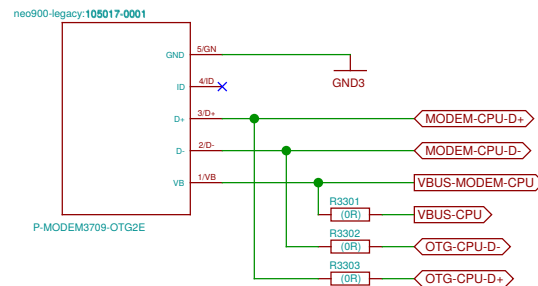 neo900-legacy:105017-0001
GND 5/GN
ID 4/ID
GND3
D+ 3/D+ MODEM-CPU-D+
D- 2/D- MODEM-CPU-D-
VB 1/VB VBUS-MODEM-CPU
R3301
(0R) VBUS-CPU
P-MODEM3709-OTG2E
R3302
(0R) OTG-CPU-D-
R3303
(0R) OTG-CPU-D+